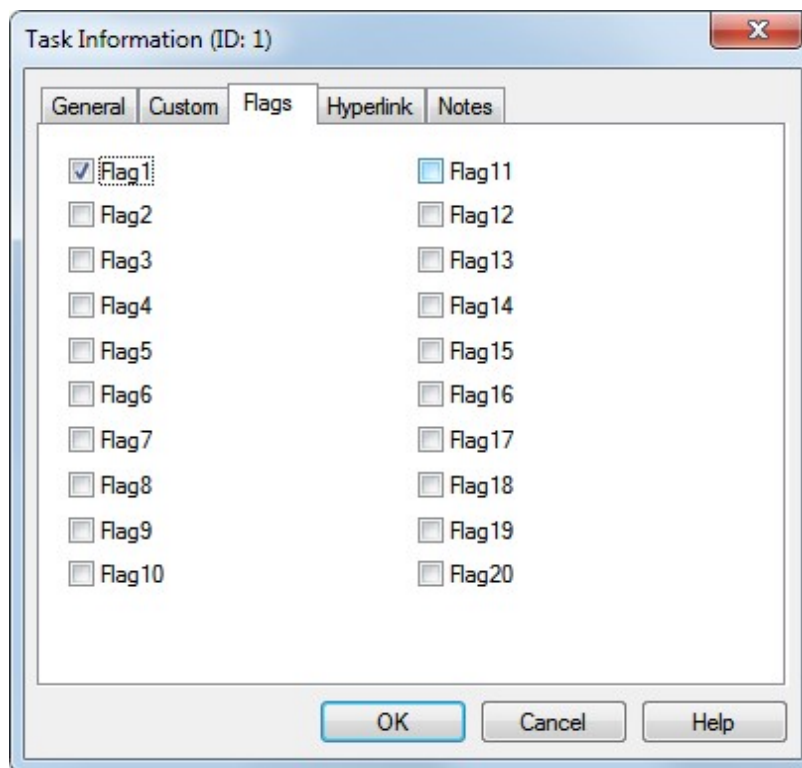 Task Information (ID: 1)
General Custom Flags Hyperlink Notes
Flag1 Flag11
Flag2 Flag12
Flag3 Flag13
Flag4 Flag14
Flag5 Flag15
Flag6 Flag16
Flag7 Flag17
Flag8 Flag18
Flag9 Flag19
Flag10 Flag20
OK Cancel Help